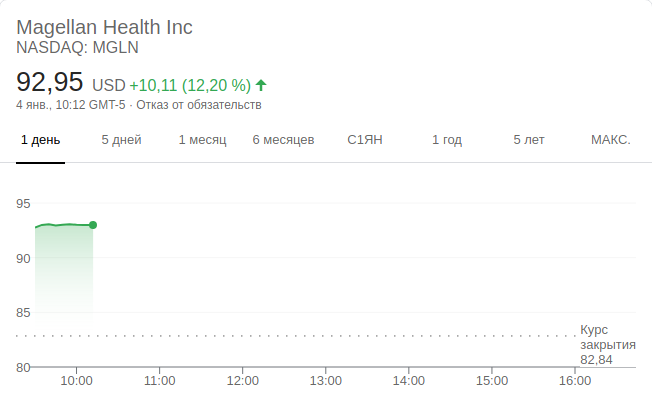 Magellan Health Inc
NASDAQ: MGLN
92,95 USD +10,11 (12,20 %)
4 янв., 10:12 GMT-5 · Отказ от обязательств
1 день 5 дней 1 месяц 6 месяцев С1ЯН 1 год 5 лет МАКС.
95
90
85
Курс
закрытия
82,84
80
10:00 11:00 12:00 13:00 14:00 15:00 16:00